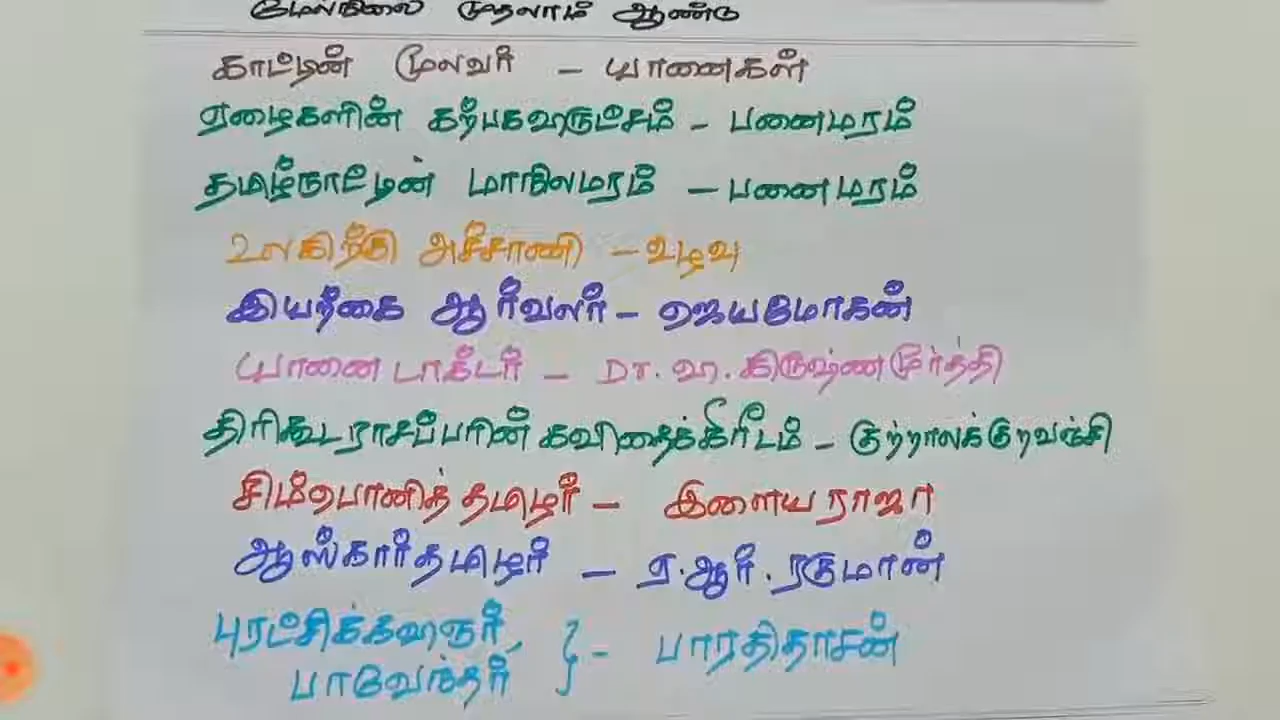 மேல்நிலை முதலாம் ஆண்டு
காட்டின் மூலவர் – யானைகள்
ஏழைகளின் கற்பகவருட்சம் – பனைமரம்
தமிழ்நாட்டின் மாநிலமரம் – பனைமரம்
உலகிற்கு அச்சாணி – உழவு
இயற்கை ஆர்வலர் – ஜெயமோகன்
யானை டாக்டர் – Dr. வி. கிருஷ்ணமூர்த்தி
திரிகூடராசப்பரின் கவிதைக்கிரீடம் – குற்றாலக்குறவஞ்சி
சிம்பொனித் தமிழர் – இளையராஜா
ஆஸ்கார்தமிழர் – ஏ.ஆர். ரகுமான்
புரட்சிக்கவிஞர், } – பாரதிதாசன்
பாவேந்தர்